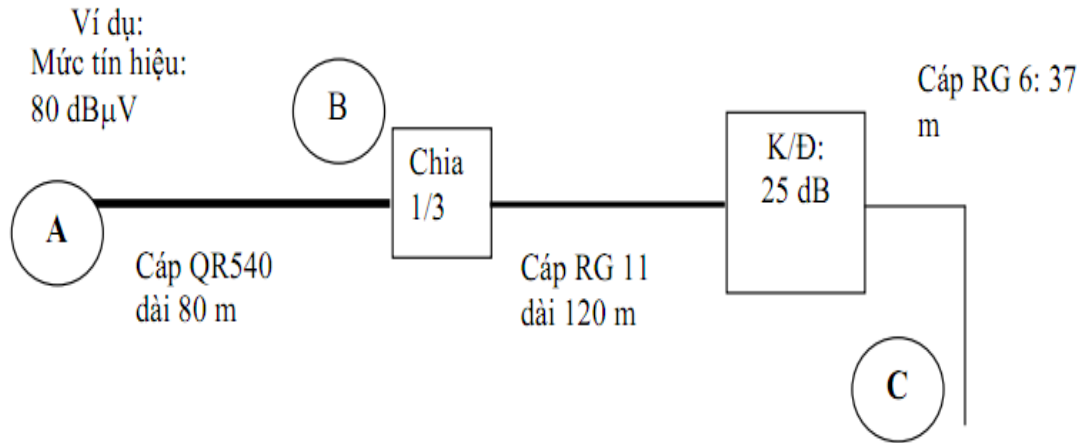 Ví dụ:
Mức tín hiệu:
80 dBµV
B
Cáp RG 6: 37
m
Chia
1/3
K/Đ:
25 dB
A
Cáp QR540
dài 80 m
Cáp RG 11
dài 120 m
C